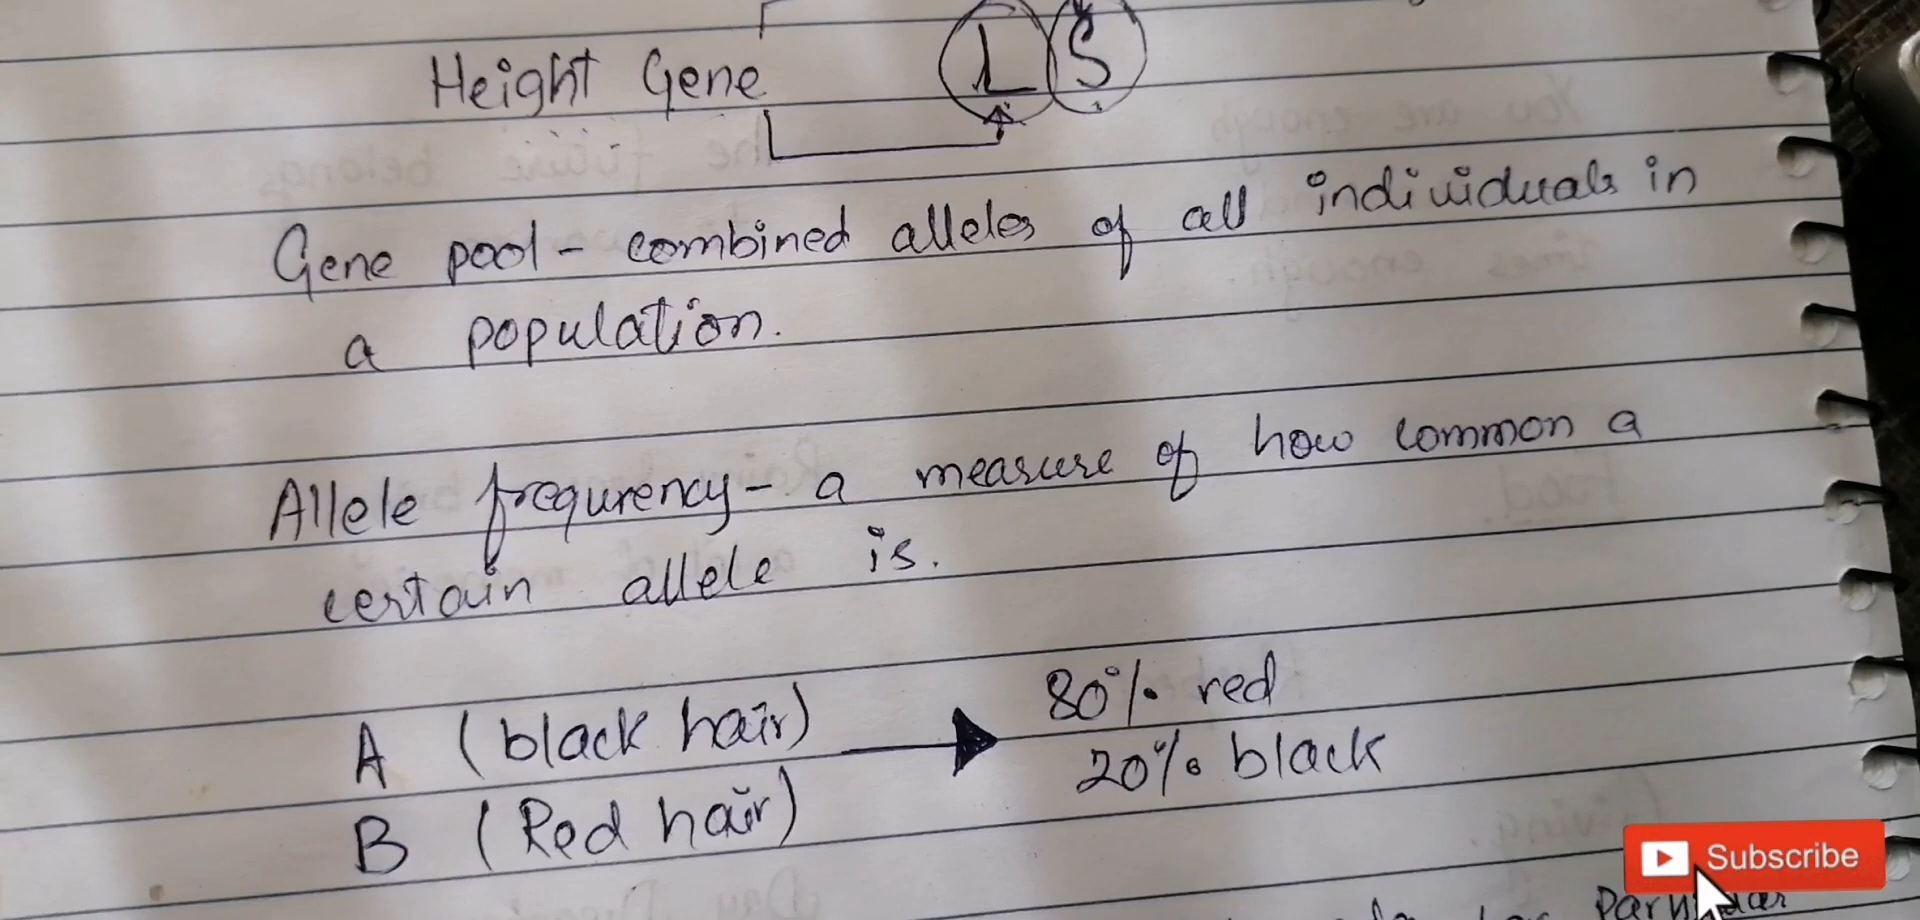 Height Gene L S
Gene pool - combined alleles of all individuals in
a population.
Allele frequrency - a measure of how common a
certain allele is.
A (black hair) 80% red
20% black
B (Red hair)
Subscribe